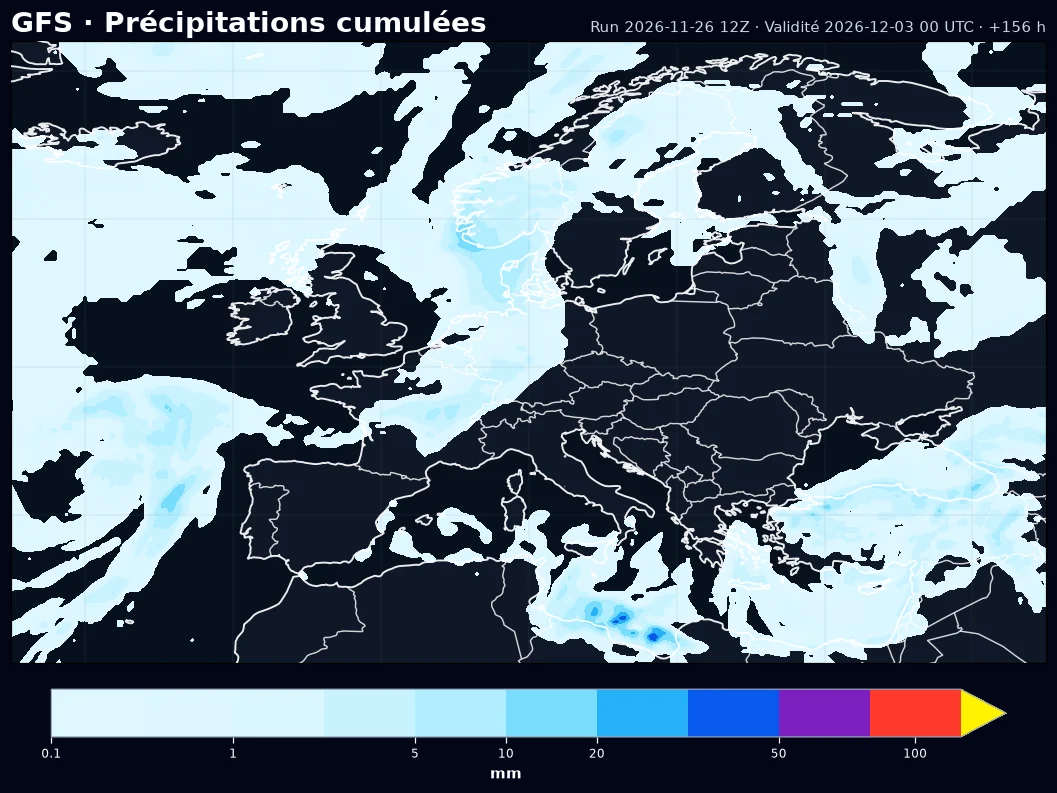 GFS · Précipitations cumulées
Run 2026-11-26 12Z · Validité 2026-12-03 00 UTC · +156 h
0.1 1 5 10 20 50 100
mm